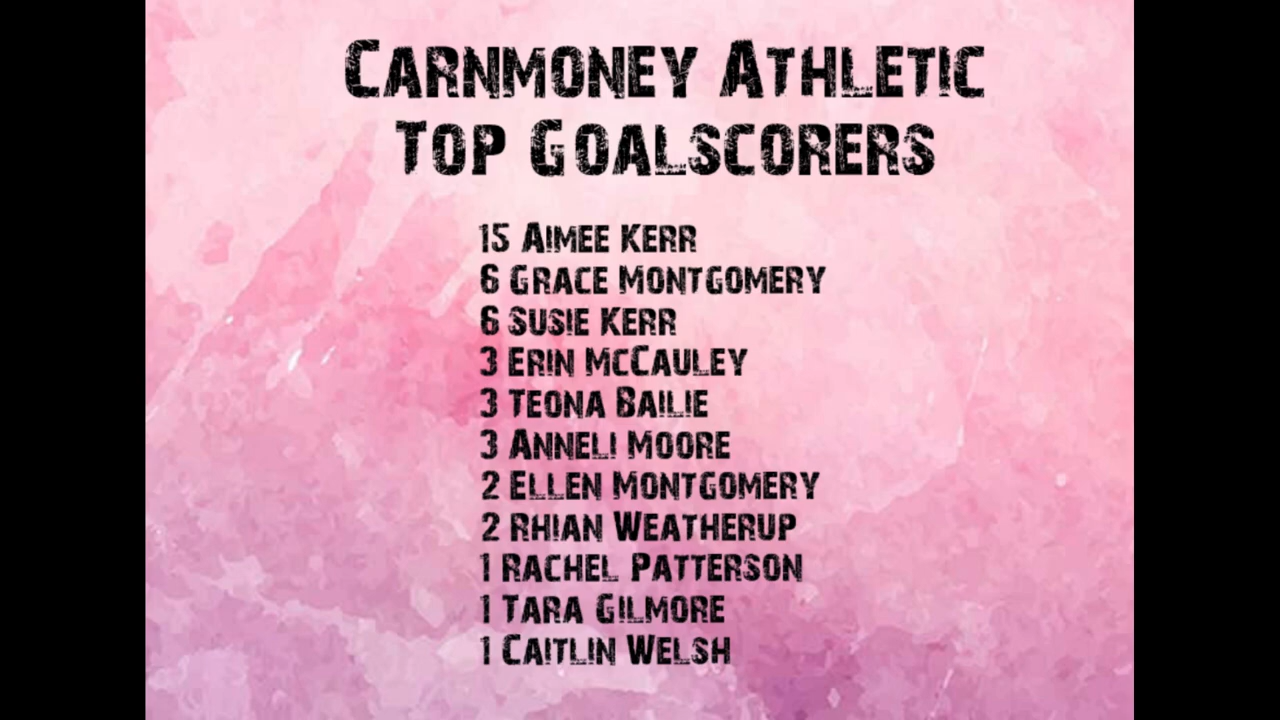 Carnmoney Athletic
Top Goalscorers
15 Aimee Kerr
6 Grace Montgomery
6 Susie Kerr
3 Erin McCauley
3 Teona Bailie
3 Anneli Moore
2 Ellen Montgomery
2 Rhian Weatherup
1 Rachel Patterson
1 Tara Gilmore
1 Caitlin Welsh